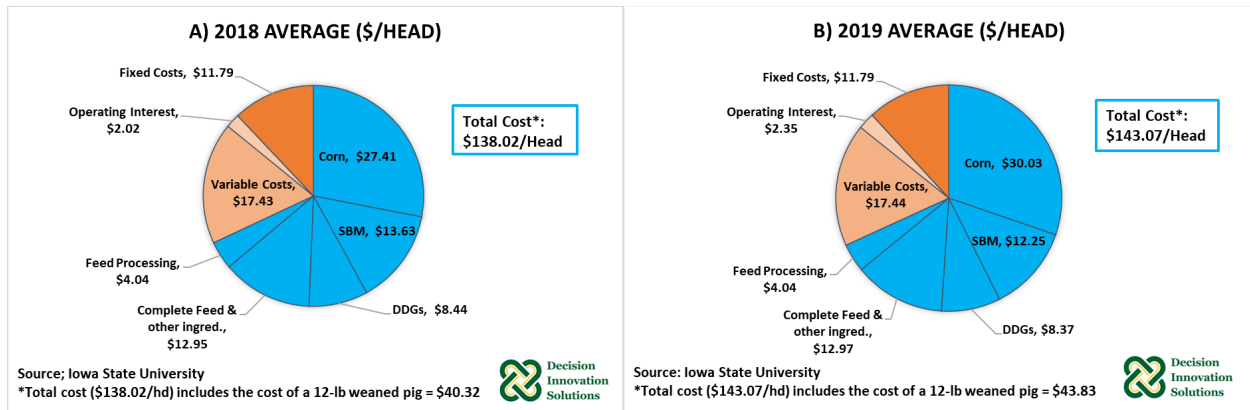 A) 2018 AVERAGE ($/HEAD)
Fixed Costs, $11.79
Operating Interest,
$2.02
Total Cost*:
$138.02/Head
Corn, $27.41
Variable Costs,
$17.43
SBM, $13.63
Feed Processing,
$4.04
Complete Feed &
other ingred.,
$12.95
DDGs, $8.44
Source; Iowa State University
*Total cost ($138.02/hd) includes the cost of a 12-lb weaned pig = $40.32
Decision
Innovation
Solutions
B) 2019 AVERAGE ($/HEAD)
Fixed Costs, $11.79
Operating Interest,
$2.35
Total Cost*:
$143.07/Head
Corn, $30.03
Variable Costs,
$17.44
SBM, $12.25
Feed Processing,
$4.04
Complete Feed &
other ingred.,
$12.97
DDGs, $8.37
Source: Iowa State University
*Total cost ($143.07/hd) includes the cost of a 12-lb weaned pig = $43.83
Decision
Innovation
Solutions